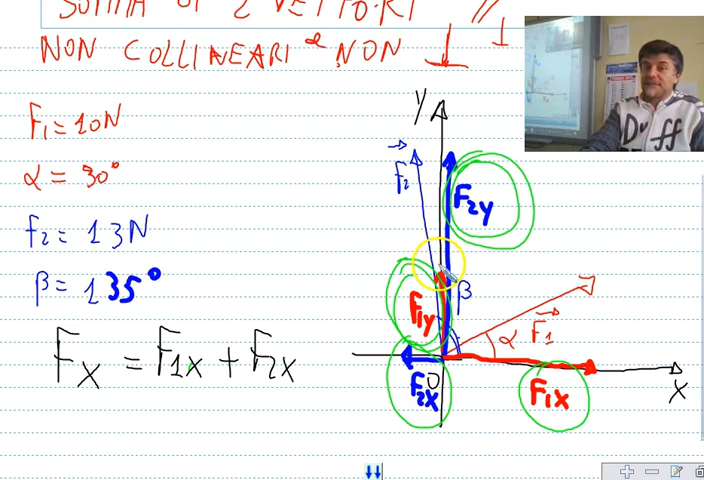 SOMMA DI 2 VETTORI //
NON COLLINEARI e NON ⊥ ⊥
F1 = 10N
α = 30°
F2 = 13N
β = 135°
Fx = F1x + F2x
Y
F2
F2y
β
F1y
α F1
F2x
O
F1x
X
Duff